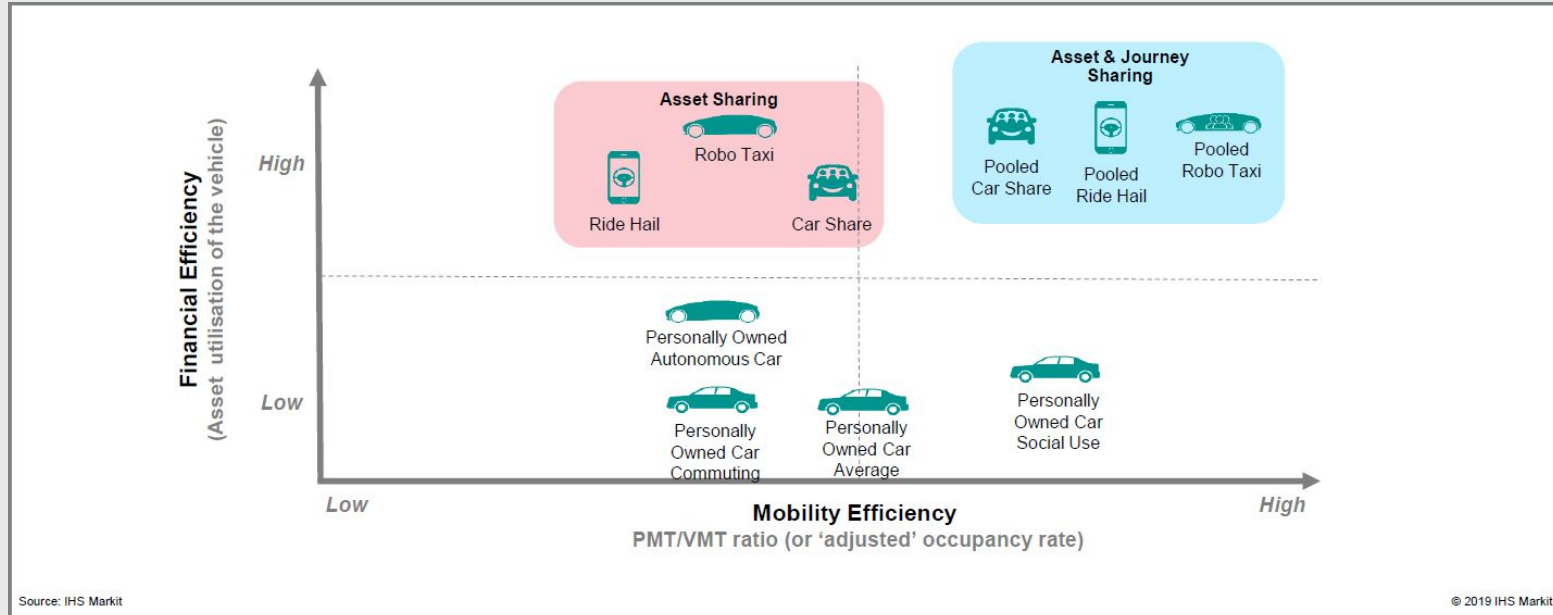 Asset & Journey
Sharing
Asset Sharing
Robo Taxi
Ride Hail
Car Share
Pooled
Car Share
Pooled
Ride Hail
Pooled
Robo Taxi
Financial Efficiency
(Asset utilisation of the vehicle)
High
Low
Personally Owned
Autonomous Car
Personally
Owned Car
Commuting
Personally
Owned Car
Average
Personally
Owned Car
Social Use
Low
High
Mobility Efficiency
PMT/VMT ratio (or ‘adjusted’ occupancy rate)
Source: IHS Markit
© 2019 IHS Markit